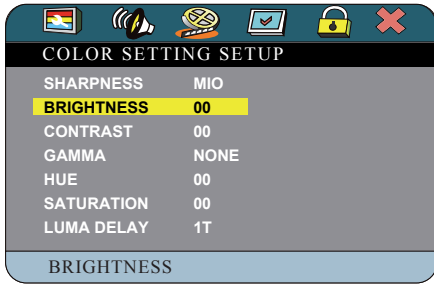 COLOR SETTING SETUP
SHARPNESS MIO
BRIGHTNESS 00
CONTRAST 00
GAMMA NONE
HUE 00
SATURATION 00
LUMA DELAY 1T
BRIGHTNESS